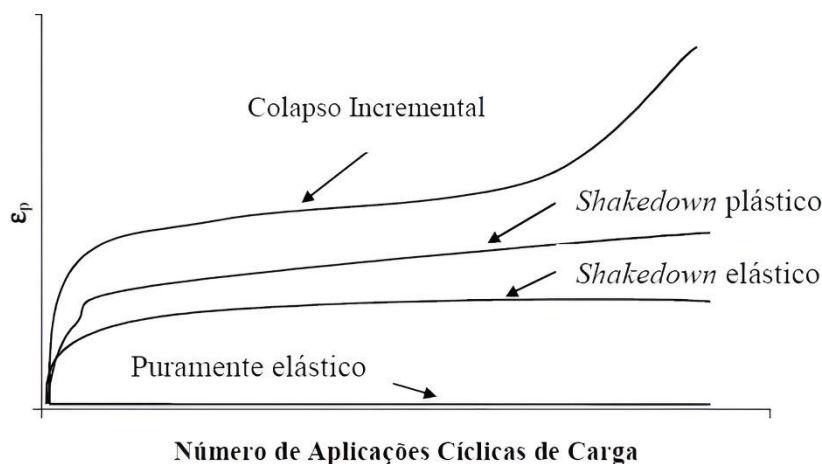 Colapso Incremental
Shakedown plástico
εp
Shakedown elástico
Puramente elástico
Número de Aplicações Cíclicas de Carga